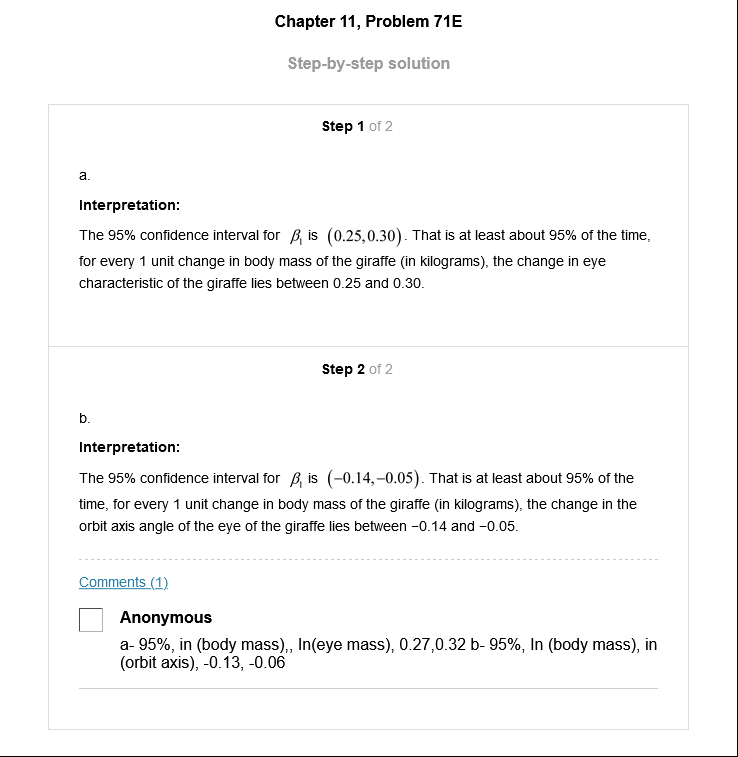 Chapter 11, Problem 71E
Step-by-step solution
Step 1 of 2
a.
Interpretation:
The 95% confidence interval for β₁ is (0.25,0.30). That is at least about 95% of the time,
for every 1 unit change in body mass of the giraffe (in kilograms), the change in eye
characteristic of the giraffe lies between 0.25 and 0.30.
Step 2 of 2
b.
Interpretation:
The 95% confidence interval for β₁ is (−0.14,−0.05). That is at least about 95% of the
time, for every 1 unit change in body mass of the giraffe (in kilograms), the change in the
orbit axis angle of the eye of the giraffe lies between −0.14 and −0.05.
Comments (1)
Anonymous
a- 95%, in (body mass),, In(eye mass), 0.27,0.32 b- 95%, In (body mass), in
(orbit axis), -0.13, -0.06